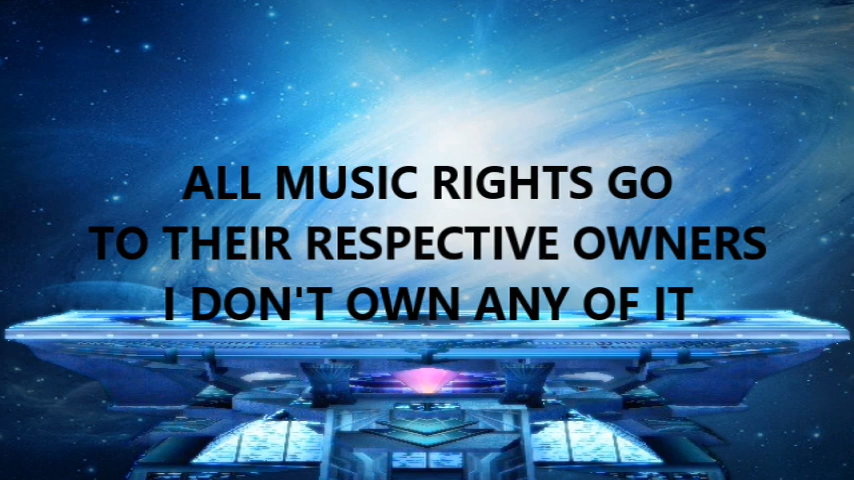 ALL MUSIC RIGHTS GO
TO THEIR RESPECTIVE OWNERS
I DON'T OWN ANY OF IT